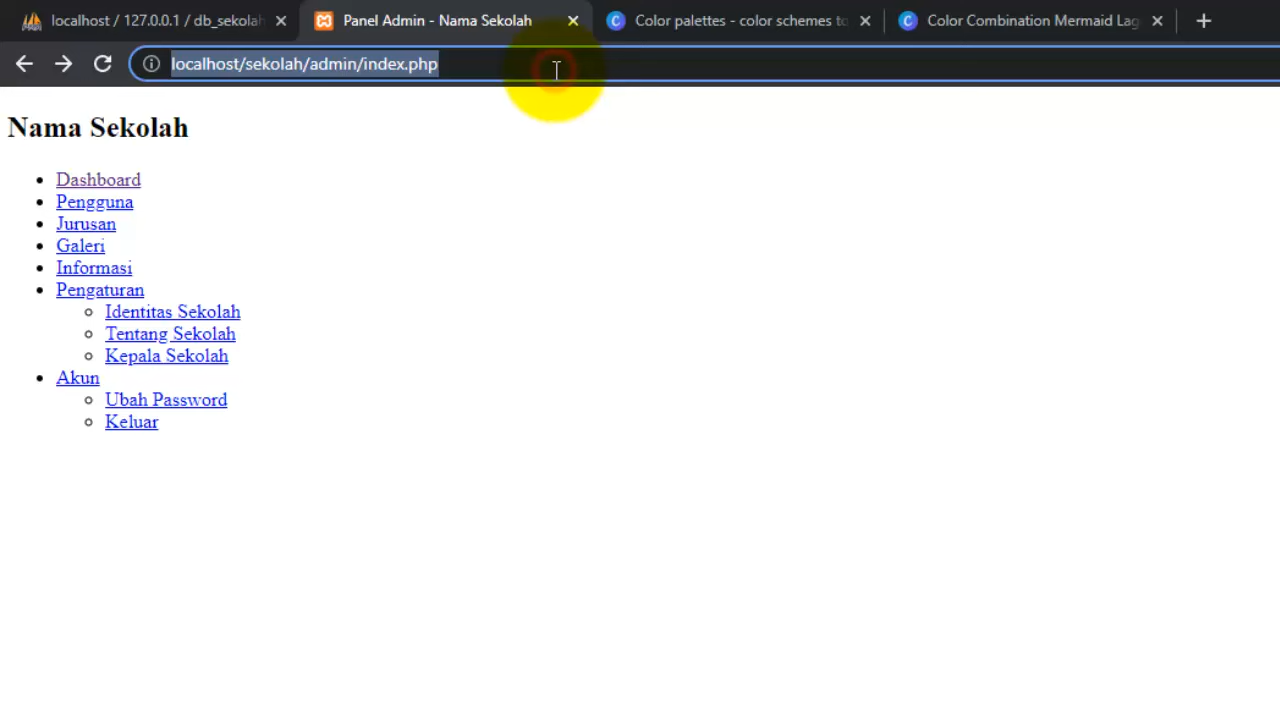 localhost / 127.0.0.1 / db_sekolah
Panel Admin - Nama Sekolah
Color palettes - color schemes to
Color Combination Mermaid Lag
localhost/sekolah/admin/index.php
Nama Sekolah
Dashboard
Pengguna
Jurusan
Galeri
Informasi
Pengaturan
Identitas Sekolah
Tentang Sekolah
Kepala Sekolah
Akun
Ubah Password
Keluar